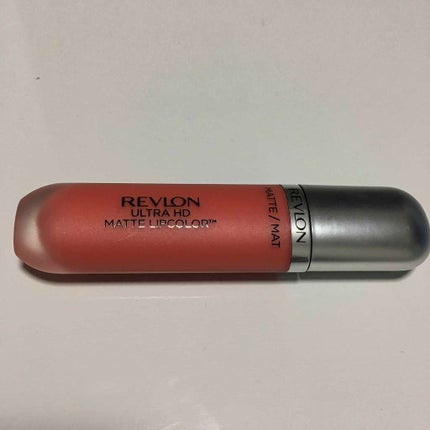 REVLON
ULTRA HD
MATTE LIPCOLOR™
MATTE/MAT
REVLON